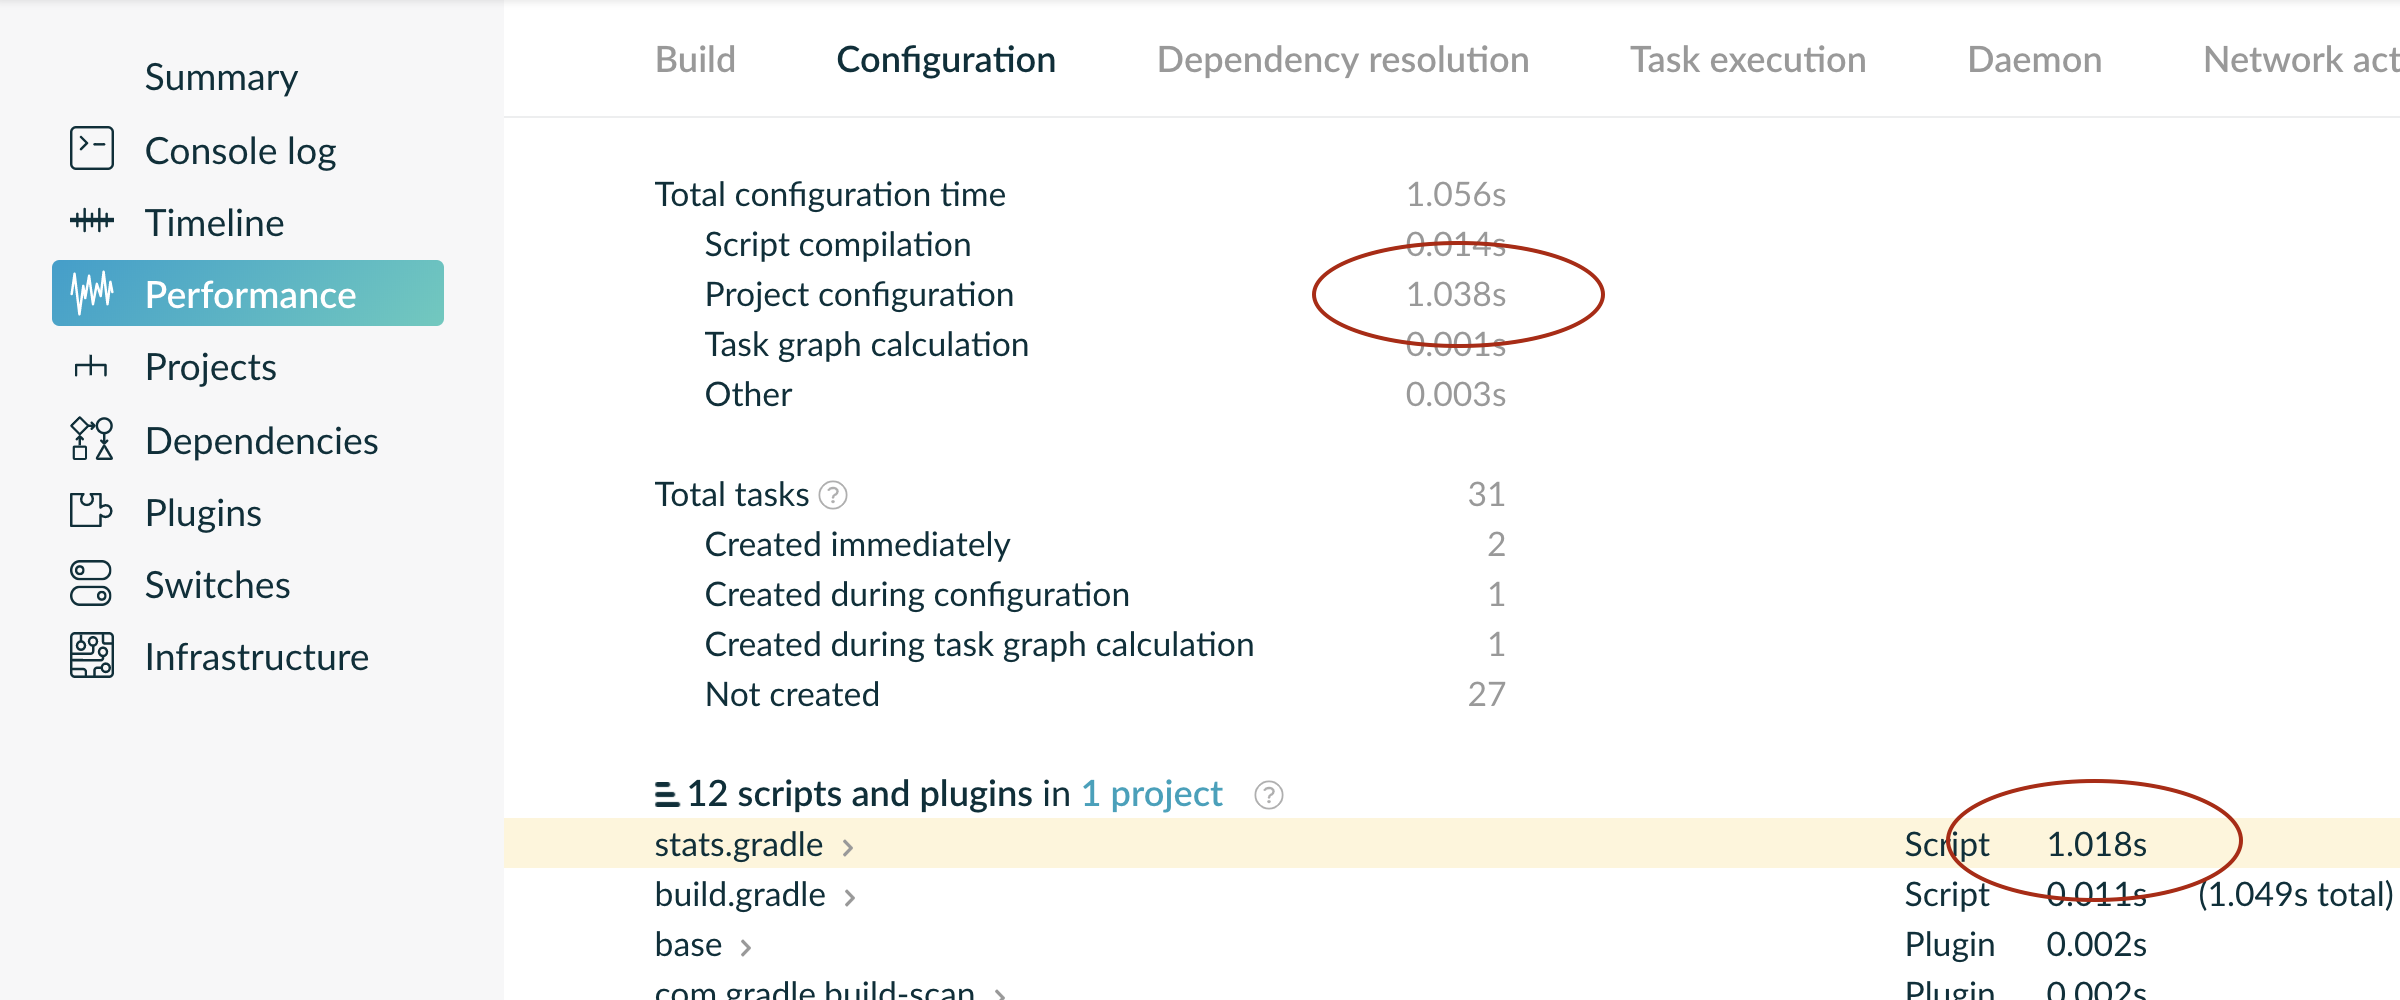 Summary
Console log
Timeline
Performance
Projects
Dependencies
Plugins
Switches
Infrastructure
Build Configuration Dependency resolution Task execution Daemon Network act
Total configuration time 1.056s
Script compilation 0.014s
Project configuration 1.038s
Task graph calculation 0.001s
Other 0.003s
Total tasks ? 31
Created immediately 2
Created during configuration 1
Created during task graph calculation 1
Not created 27
12 scripts and plugins in 1 project ?
stats.gradle > Script 1.018s
build.gradle > Script 0.011s (1.049s total)
base > Plugin 0.002s
com.gradle.build-scan > Plugin 0.002s